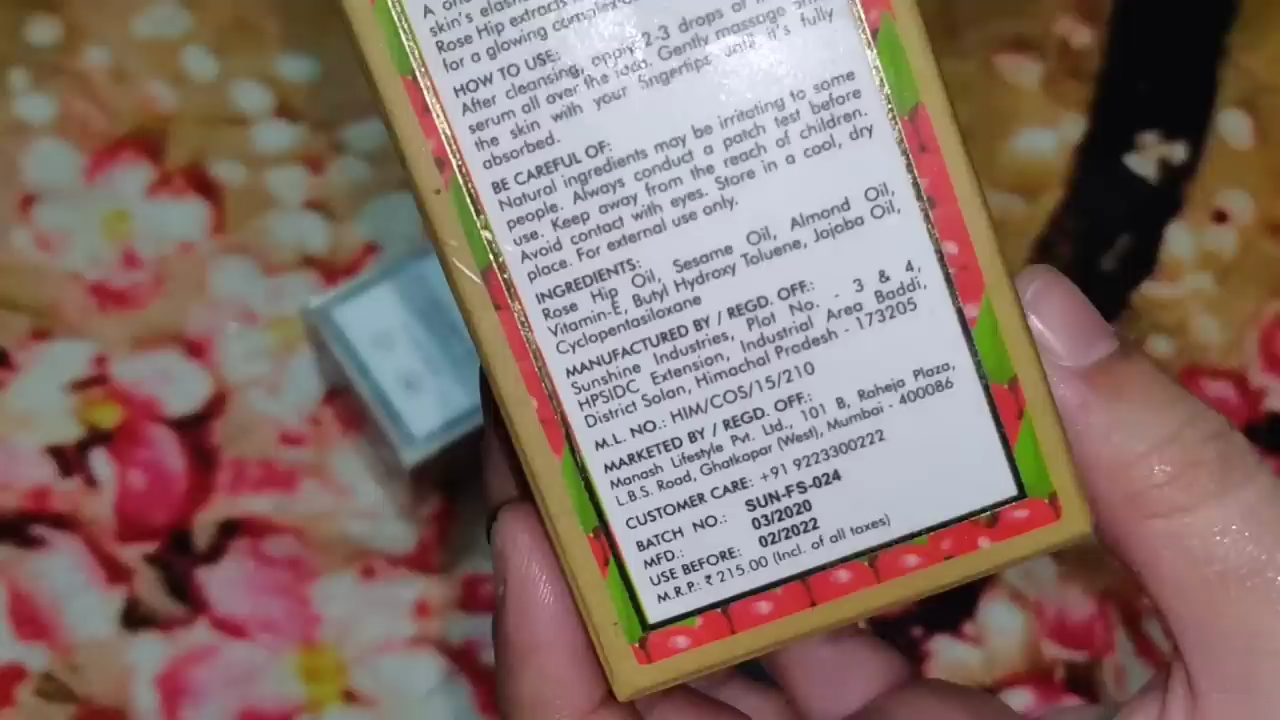 A
skin's
Rose Hip extracts
for a glowing
HOW TO USE:
After cleansing, apply 2-3 drops of
serum all over the face. Gently massage
the skin with your fingertips until it's fully
absorbed.
BE CAREFUL OF:
Natural ingredients may be irritating to some
people. Always conduct a patch test before
use. Keep away from the reach of children.
Avoid contact with eyes. Store in a cool, dry
place. For external use only.
INGREDIENTS:
Rose Hip Oil, Sesame Oil, Almond Oil,
Vitamin-E, Butyl Hydroxy Toluene, Jojoba Oil,
Cyclopentasiloxane
MANUFACTURED BY / REGD. OFF:
Sunshine Industries, Plot No. - 3 & 4,
HPSIDC Extension, Industrial Area Baddi,
District Solan, Himachal Pradesh - 173205
M.L. NO.: HIM/COS/15/210
MARKETED BY / REGD. OFF.:
Manash Lifestyle Pvt. Ltd., 101 B, Raheja Plaza,
L.B.S. Road, Ghatkopar (West), Mumbai - 400086
CUSTOMER CARE: +91 9223300222
BATCH NO.: SUN-FS-024
MFD.: 03/2020
USE BEFORE: 02/2022
M.R.P.: ₹ 215.00 (Incl. of all taxes)